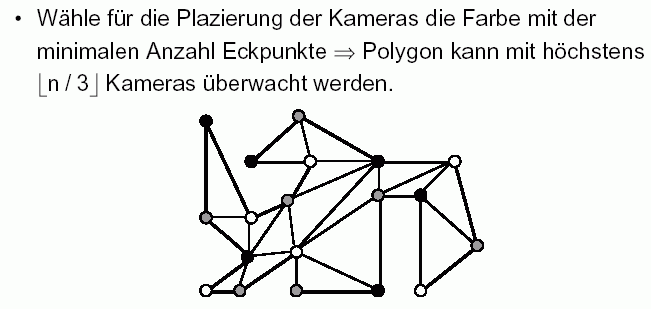 • Wähle für die Plazierung der Kameras die Farbe mit der
minimalen Anzahl Eckpunkte ⇒ Polygon kann mit höchstens
⌊n / 3⌋ Kameras überwacht werden.